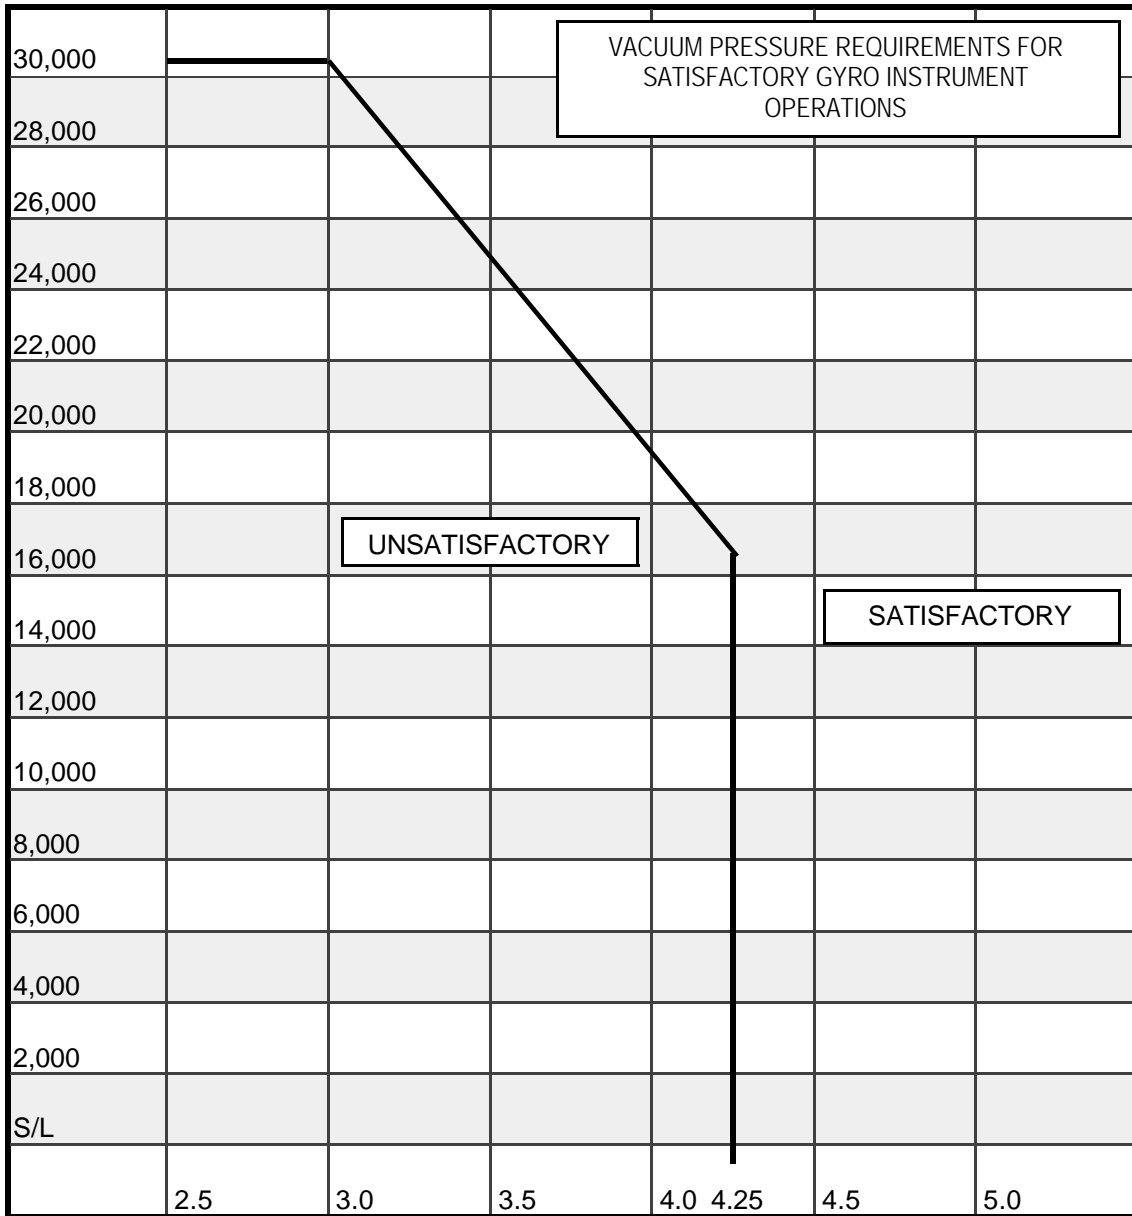 VACUUM PRESSURE REQUIREMENTS FOR
SATISFACTORY GYRO INSTRUMENT
OPERATIONS
30,000
28,000
26,000
24,000
22,000
20,000
18,000
16,000
14,000
12,000
10,000
8,000
6,000
4,000
2,000
S/L
UNSATISFACTORY
SATISFACTORY
2.5 3.0 3.5 4.0 4.25 4.5 5.0